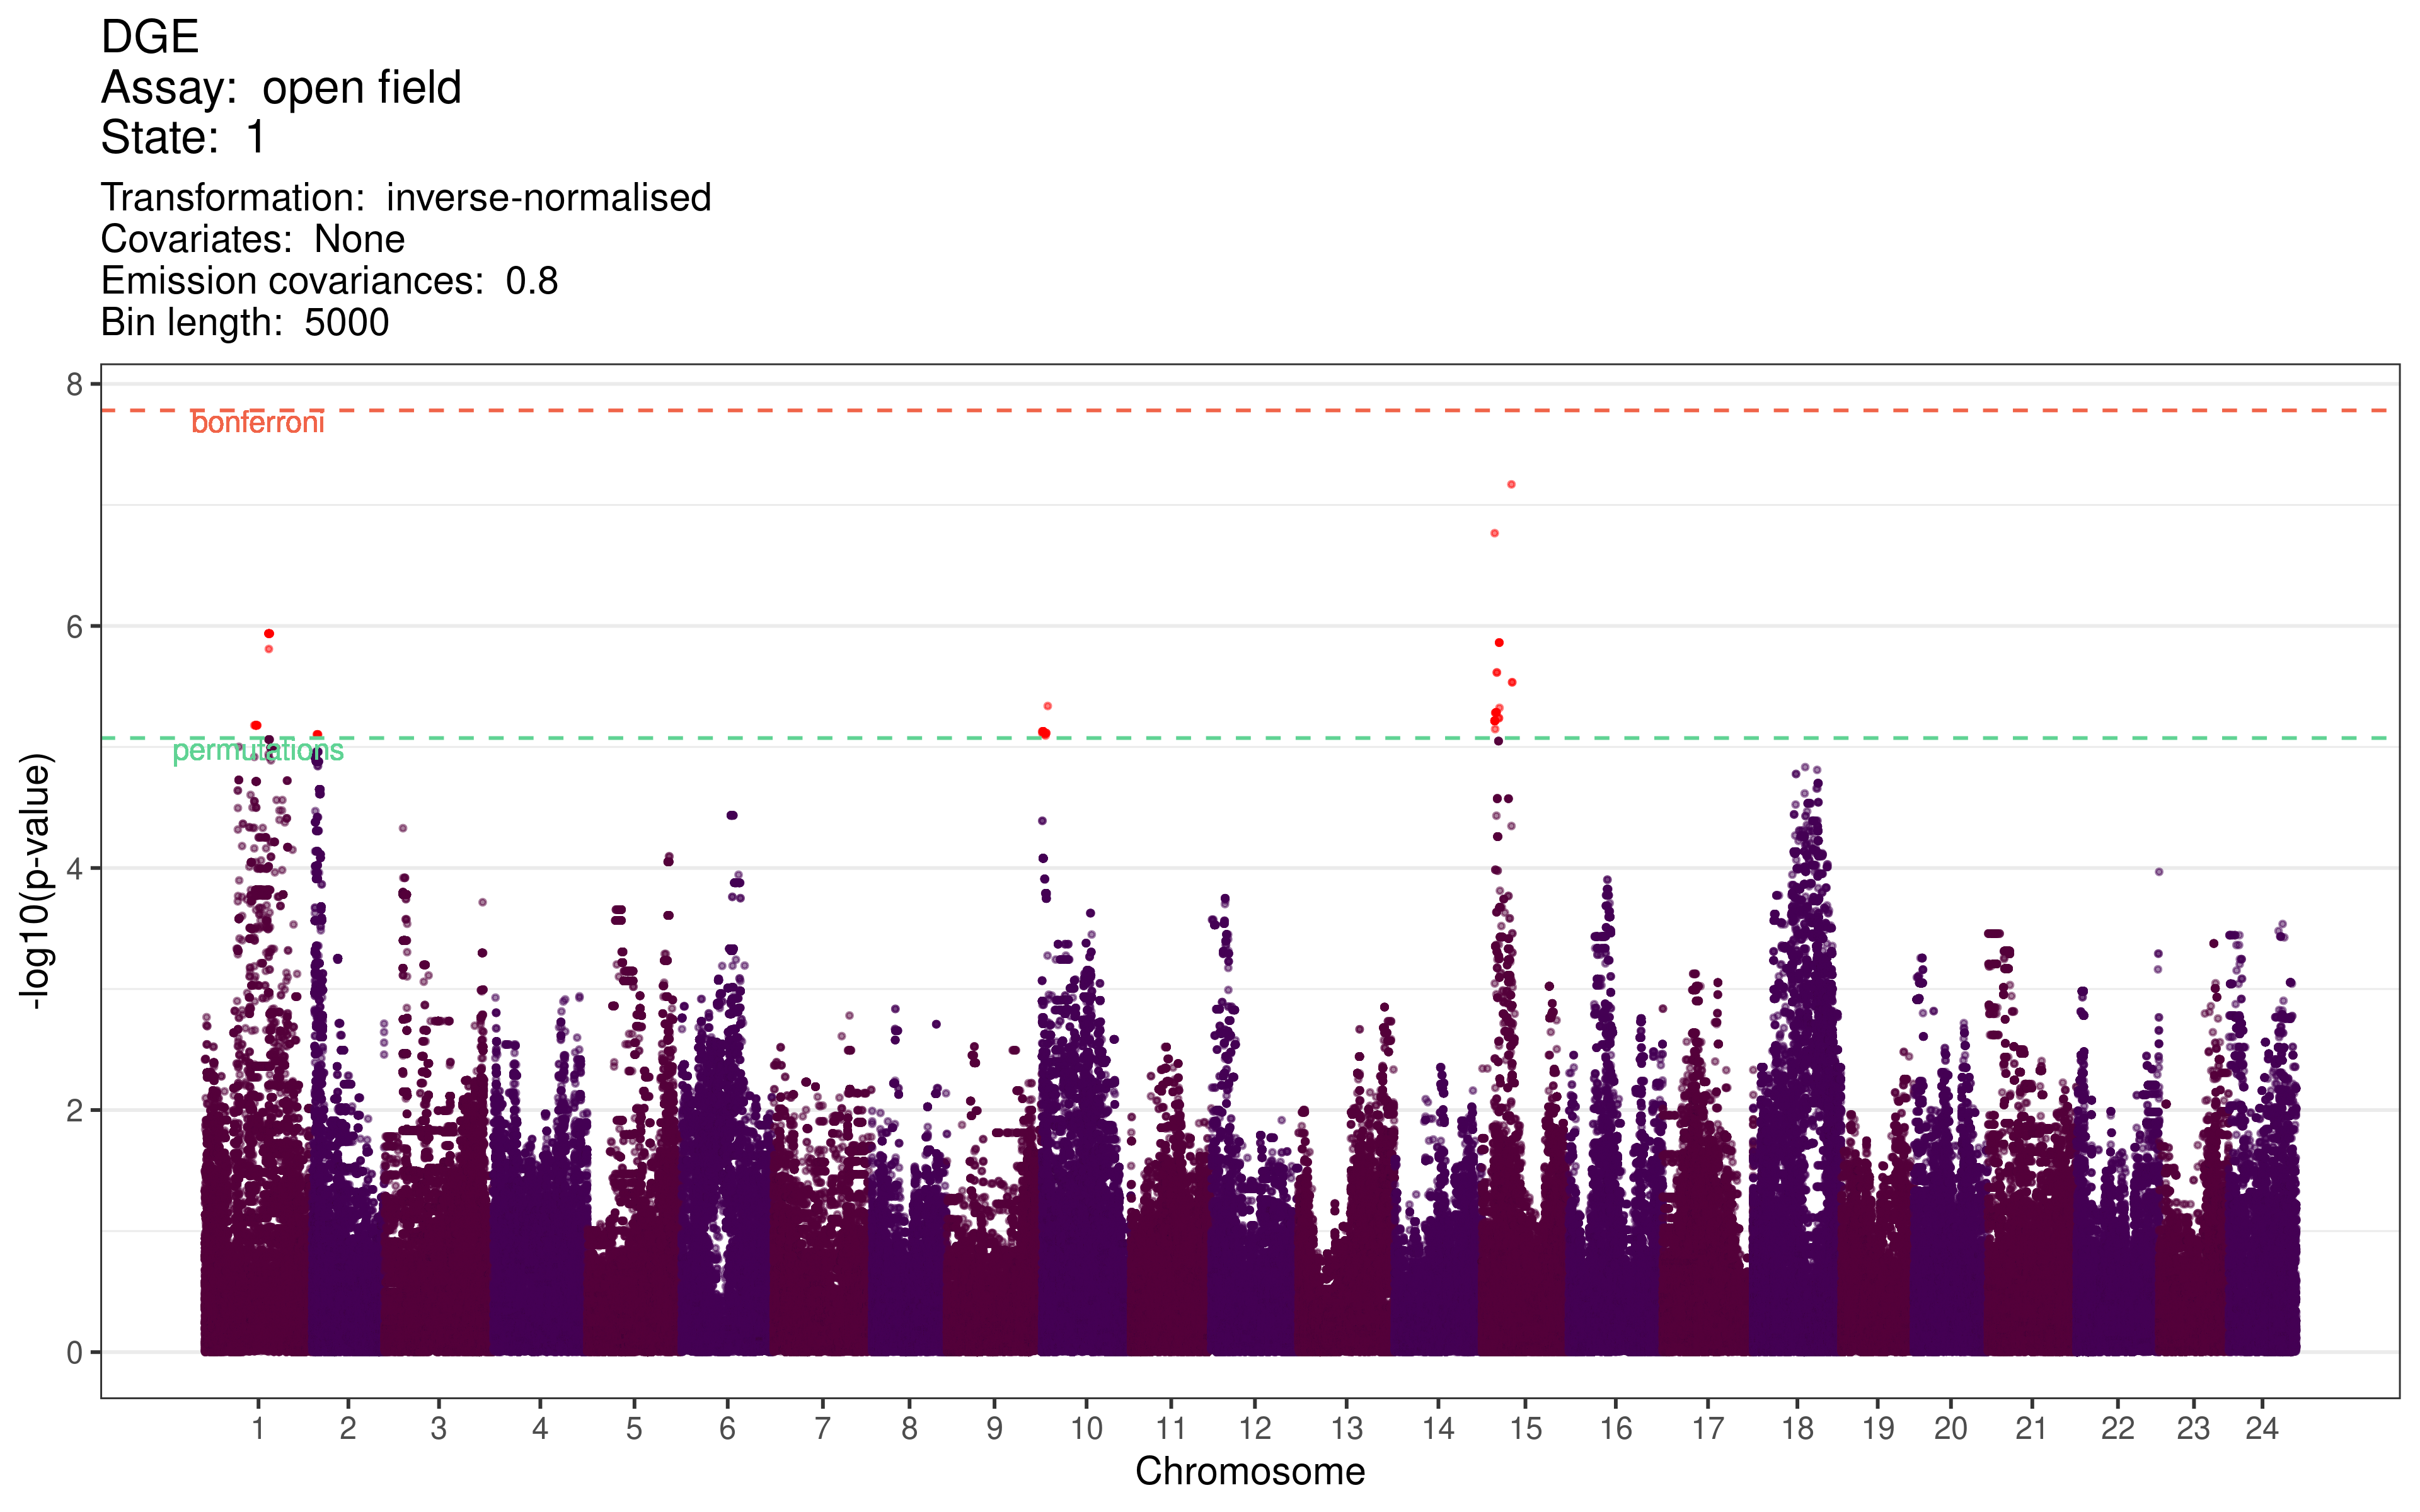 DGE
Assay:  open field
State:  1
Transformation:  inverse-normalised
Covariates:  None
Emission covariances:  0.8
Bin length:  5000
8
bonferroni
6
permutations
4
2
0
-log10(p-value)
1 2 3 4 5 6 7 8 9 10 11 12 13 14 15 16 17 18 19 20 21 22 23 24
Chromosome